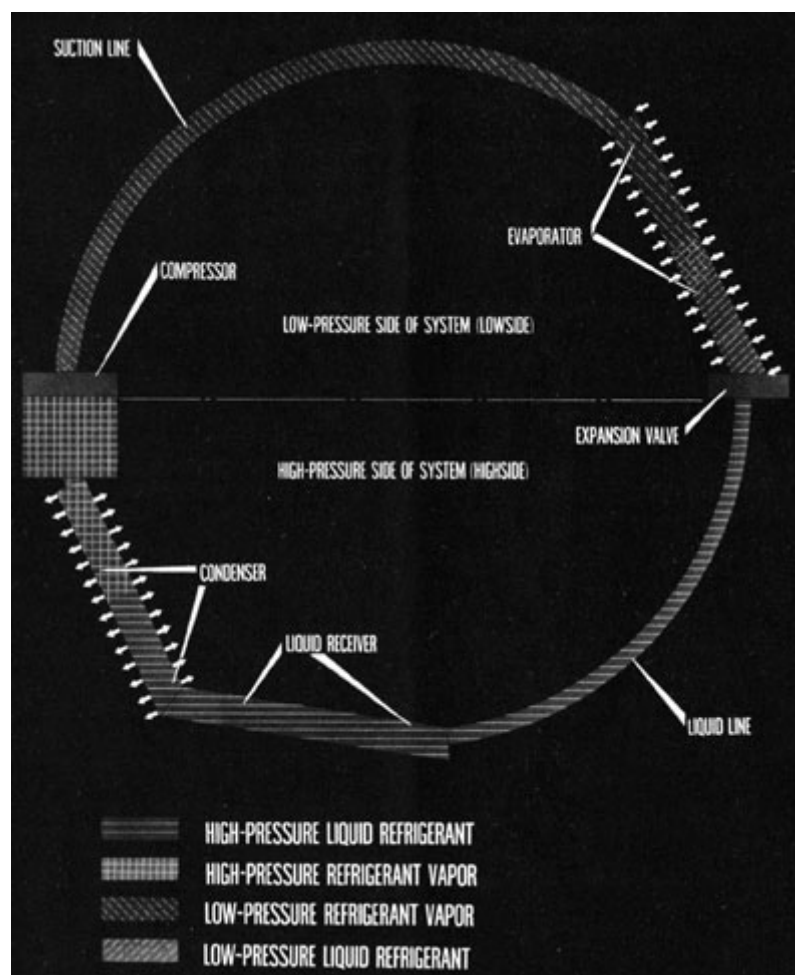 SUCTION LINE
EVAPORATOR
COMPRESSOR
LOW-PRESSURE SIDE OF SYSTEM (LOWSIDE)
EXPANSION VALVE
HIGH-PRESSURE SIDE OF SYSTEM (HIGHSIDE)
CONDENSER
LIQUID RECEIVER
LIQUID LINE
HIGH-PRESSURE LIQUID REFRIGERANT
HIGH-PRESSURE REFRIGERANT VAPOR
LOW-PRESSURE REFRIGERANT VAPOR
LOW-PRESSURE LIQUID REFRIGERANT